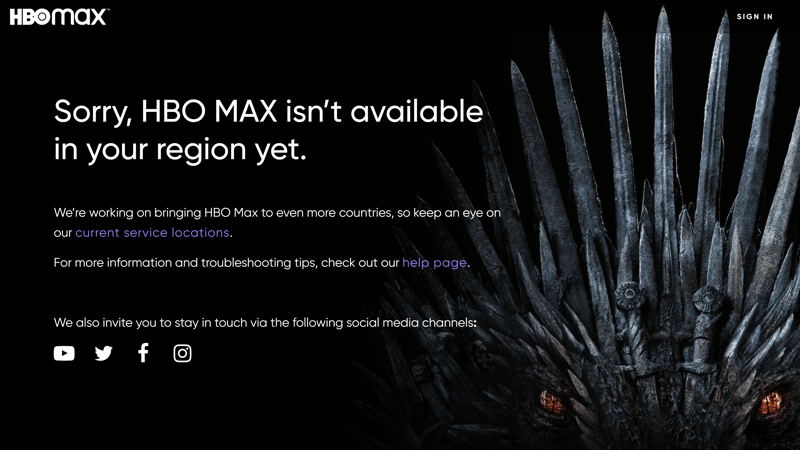 HBOmax™
SIGN IN
Sorry, HBO MAX isn't available
in your region yet.
We're working on bringing HBO Max to even more countries, so keep an eye on
our current service locations.
For more information and troubleshooting tips, check out our help page.
We also invite you to stay in touch via the following social media channels: